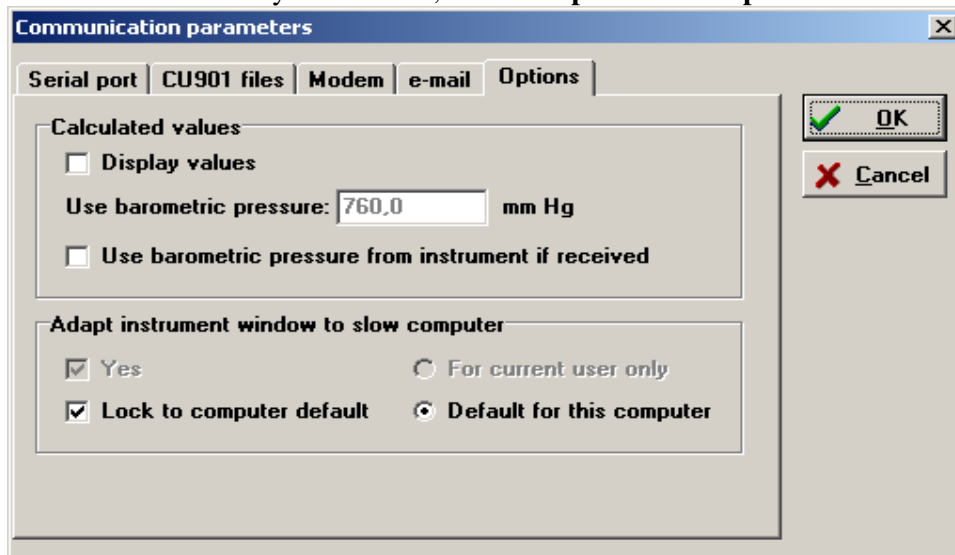 Communication parameters
Serial port CU901 files Modem e-mail Options
Calculated values
Display values
Use barometric pressure: 760,0 mm Hg
Use barometric pressure from instrument if received
Adapt instrument window to slow computer
Yes For current user only
Lock to computer default Default for this computer
OK
Cancel